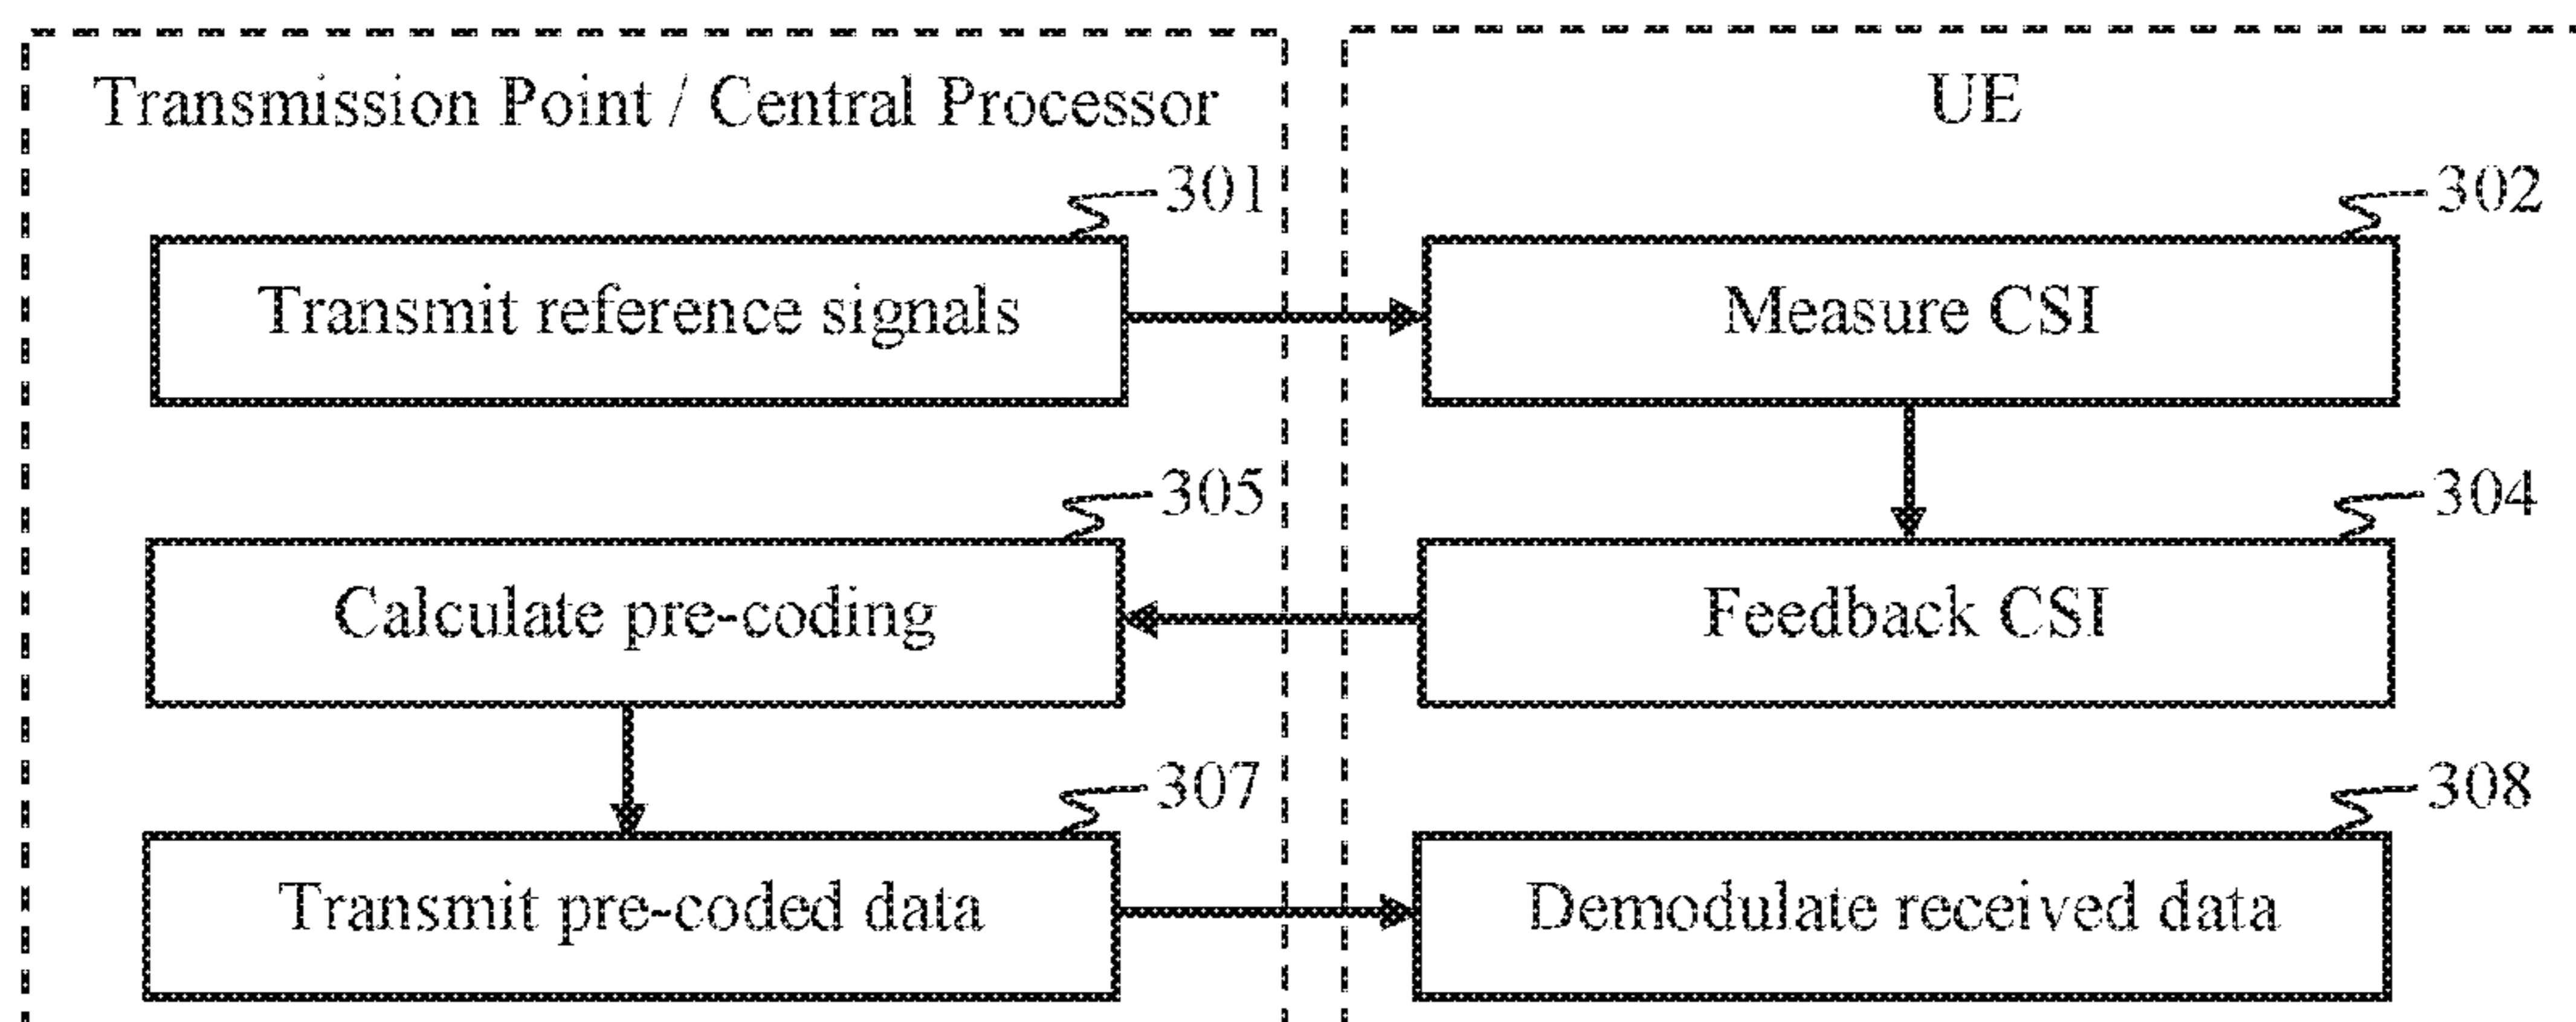 Transmission Point / Central Processor
UE
301
302
Transmit reference signals
Measure CSI
305
304
Calculate pre-coding
Feedback CSI
307
308
Transmit pre-coded data
Demodulate received data